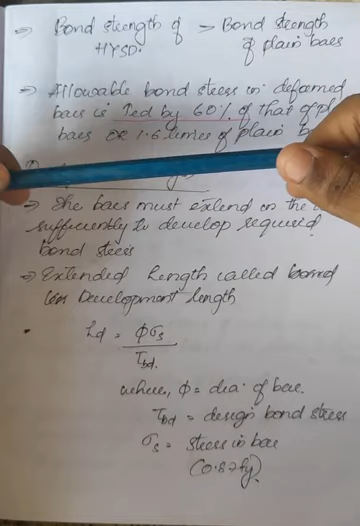 ⇒ Bond strength of > Bond strength
HYSD. of plain bars
⇒ Allowable bond stress in deformed
bars is ↑ed by 60% of that of pl
bars OR 1.6 times of plain b
⇒ The bars must extend on the
sufficiently to develop required
bond stress
⇒ Extended length called
Development length
Ld = φσs
τbd.
where, φ = dia. of bar.
τbd = design bond stress
σs = stress in bar
(0.87fy).